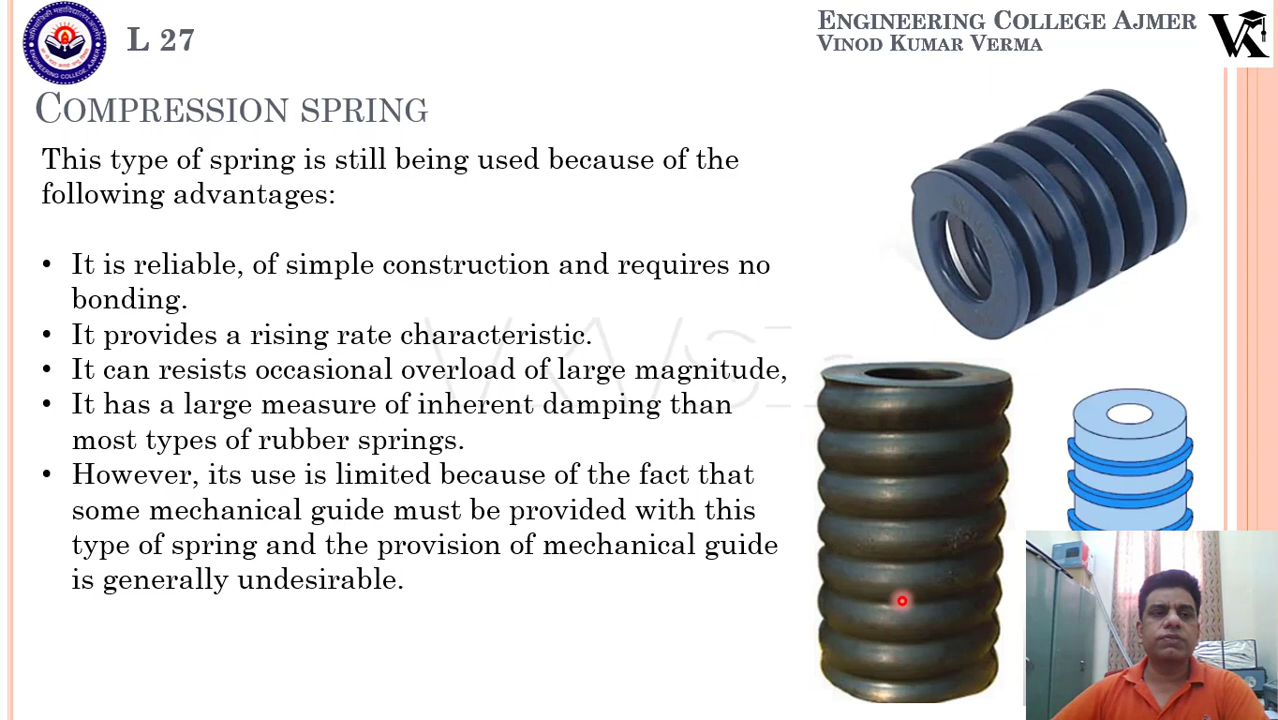 L 27
ENGINEERING COLLEGE AJMER
VINOD KUMAR VERMA
COMPRESSION SPRING
This type of spring is still being used because of the
following advantages:
• It is reliable, of simple construction and requires no
bonding.
• It provides a rising rate characteristic.
• It can resists occasional overload of large magnitude,
• It has a large measure of inherent damping than
most types of rubber springs.
• However, its use is limited because of the fact that
some mechanical guide must be provided with this
type of spring and the provision of mechanical guide
is generally undesirable.